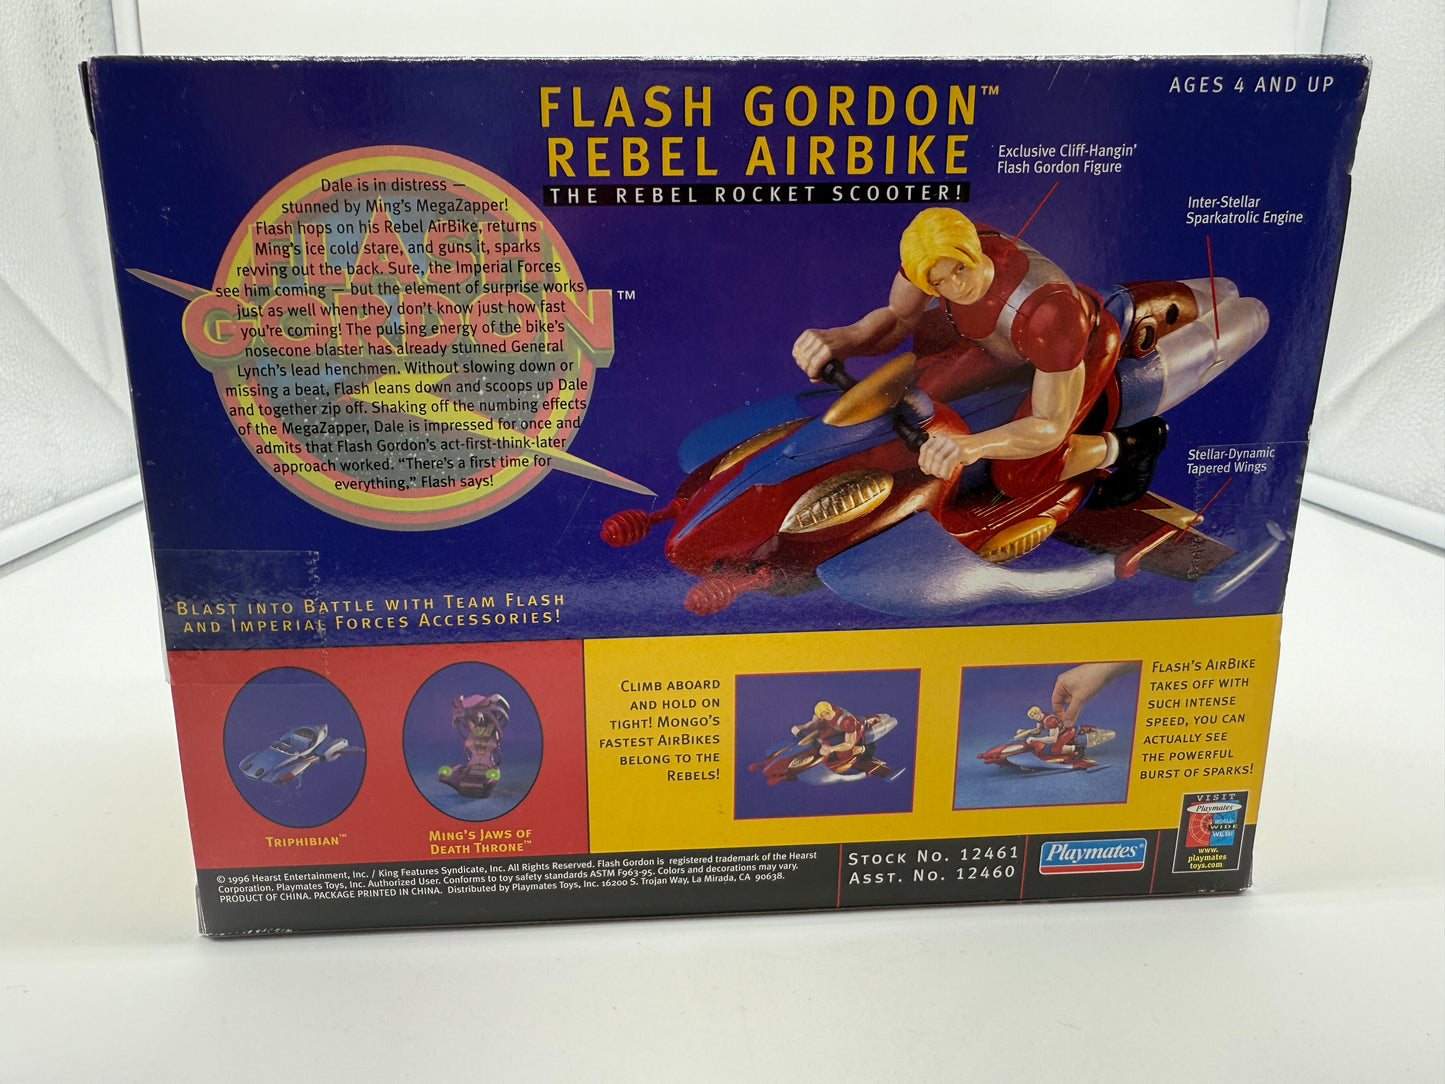 FLASH GORDON™
REBEL AIRBIKE
THE REBEL ROCKET SCOOTER!
AGES 4 AND UP
Exclusive Cliff-Hangin'
Flash Gordon Figure
Inter-Stellar
Sparkatrolic Engine
Stellar-Dynamic
Tapered Wings
FLASH
GORDON™
Dale is in distress —
stunned by Ming's MegaZapper!
Flash hops on his Rebel AirBike, returns
Ming's ice cold stare, and guns it, sparks
revving out the back. Sure, the Imperial Forces
see him coming — but the element of surprise works
just as well when they don't know just how fast
you're coming! The pulsing energy of the bike's
nosecone blaster has already stunned General
Lynch's lead henchmen. Without slowing down or
missing a beat, Flash leans down and scoops up Dale
and together zip off. Shaking off the numbing effects
of the MegaZapper, Dale is impressed for once and
admits that Flash Gordon's act-first-think-later
approach worked. "There's a first time for
everything," Flash says!
BLAST INTO BATTLE WITH TEAM FLASH
AND IMPERIAL FORCES ACCESSORIES!
TRIPHIBIAN™
MING'S JAWS OF
DEATH THRONE™
CLIMB ABOARD
AND HOLD ON
TIGHT! MONGO'S
FASTEST AIRBIKES
BELONG TO THE
REBELS!
FLASH'S AIRBIKE
TAKES OFF WITH
SUCH INTENSE
SPEED, YOU CAN
ACTUALLY SEE
THE POWERFUL
BURST OF SPARKS!
© 1996 Hearst Entertainment, Inc. / King Features Syndicate, Inc. All Rights Reserved. Flash Gordon is registered trademark of the Hearst
Corporation. Playmates Toys, Inc. Authorized User. Conforms to toy safety standards ASTM F963-95. Colors and decorations may vary.
PRODUCT OF CHINA. PACKAGE PRINTED IN CHINA. Distributed by Playmates Toys, Inc. 16200 S. Trojan Way, La Mirada, CA 90638.
STOCK NO. 12461
ASST. NO. 12460
Playmates®
VISIT
Playmates
WORLD
WIDE
WEB!
www.
playmates
toys.com